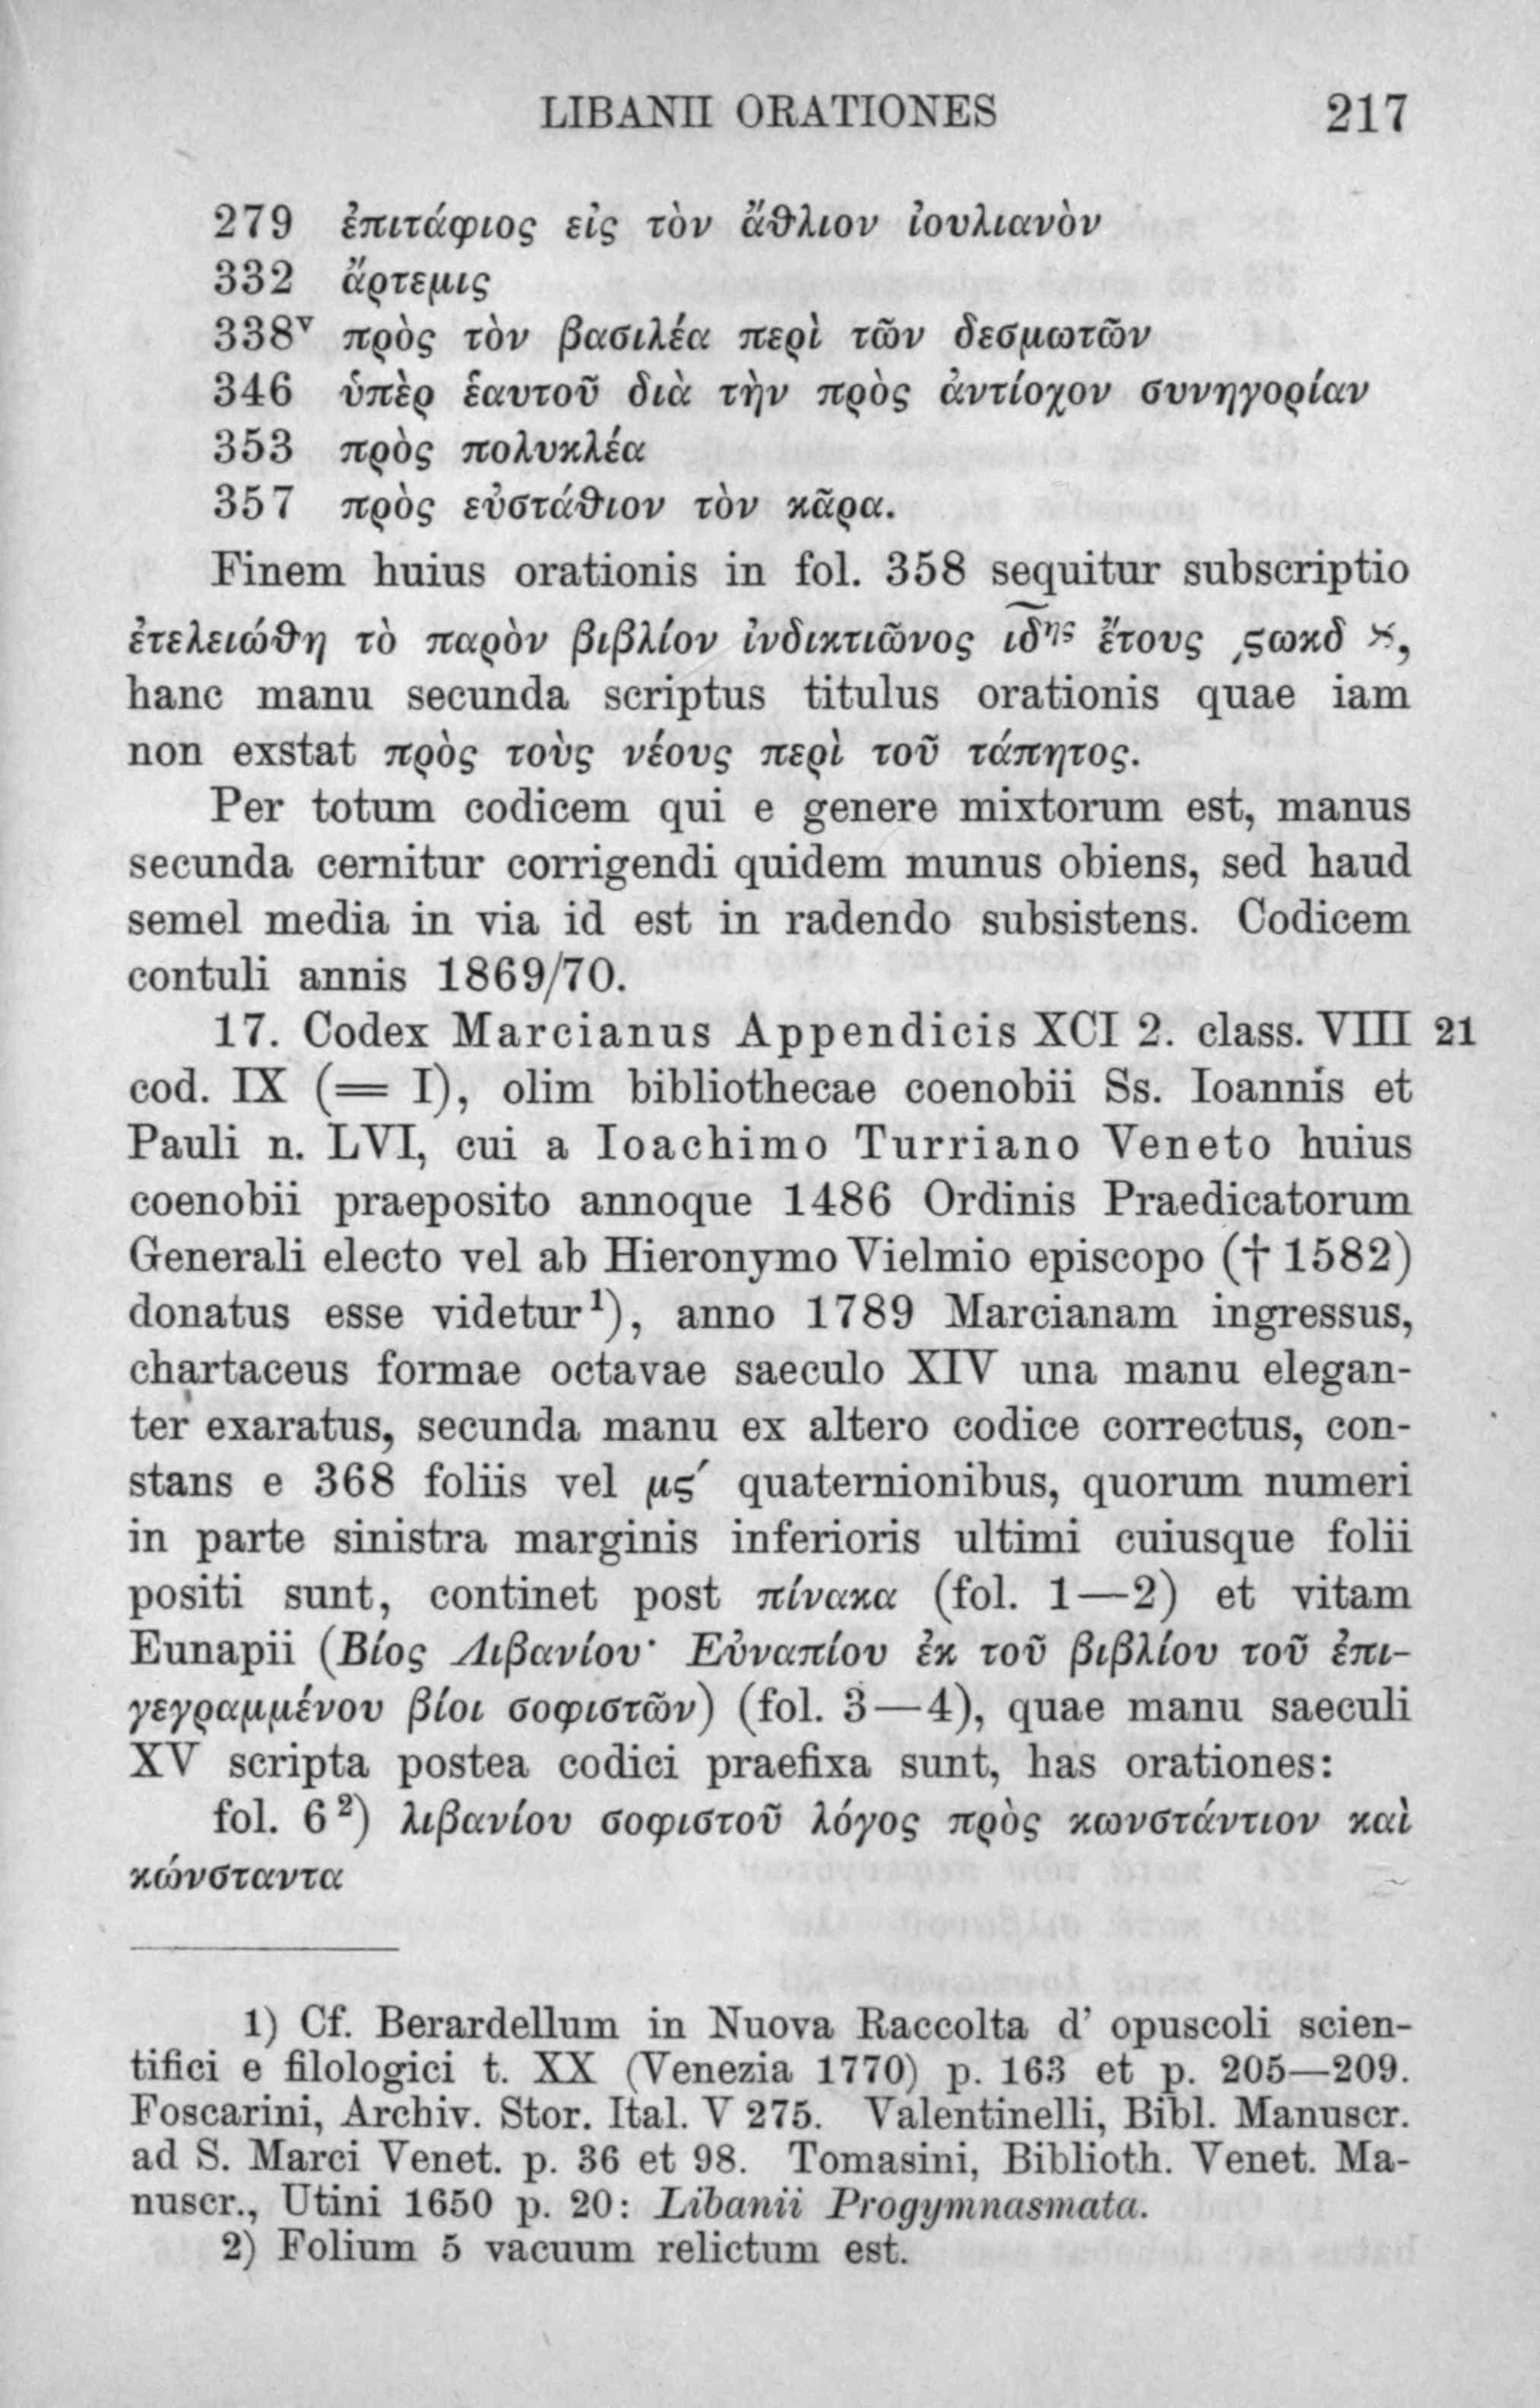 LIBANII ORATIONES 217
279 ἐπιτάφιος εἰς τὸν ἄθλιον ἰουλιανὸν
332 ἄρτεμις
338ᵛ πρὸς τὸν βασιλέα περὶ τῶν δεσμωτῶν
346 ὑπὲρ ἑαυτοῦ διὰ τὴν πρὸς ἀντίοχον συνηγορίαν
353 πρὸς πολυκλέα
357 πρὸς εὐστάθιον τὸν κᾶρα.
Finem huius orationis in fol. 358 sequitur subscriptio
ἐτελειώθη τὸ παρὸν βιβλίον ἰνδικτιῶνος ιδης ἔτους ͵ςωκδ
hanc manu secunda scriptus titulus orationis quae iam
non exstat πρὸς τοὺς νέους περὶ τοῦ τάπητος.
Per totum codicem qui e genere mixtorum est, manus
secunda cernitur corrigendi quidem munus obiens, sed haud
semel media in via id est in radendo subsistens. Codicem
contuli annis 1869/70.
17. Codex Marcianus Appendicis XCI 2. class. VIII 21
cod. IX (= I), olim bibliothecae coenobii Ss. Ioannis et
Pauli n. LVI, cui a Ioachimo Turriano Veneto huius
coenobii praeposito annoque 1486 Ordinis Praedicatorum
Generali electo vel ab Hieronymo Vielmio episcopo († 1582)
donatus esse videtur¹), anno 1789 Marcianam ingressus,
chartaceus formae octavae saeculo XIV una manu elegan-
ter exaratus, secunda manu ex altero codice correctus, con-
stans e 368 foliis vel μς′ quaternionibus, quorum numeri
in parte sinistra marginis inferioris ultimi cuiusque folii
positi sunt, continet post πίνακα (fol. 1—2) et vitam
Eunapii (Βίος Λιβανίου· Εὐναπίου ἐκ τοῦ βιβλίου τοῦ ἐπι-
γεγραμμένου βίοι σοφιστῶν) (fol. 3—4), quae manu saeculi
XV scripta postea codici praefixa sunt, has orationes:
fol. 6²) λιβανίου σοφιστοῦ λόγος πρὸς κωνστάντιον καὶ
κώνσταντα
1) Cf. Berardellum in Nuova Raccolta d' opuscoli scien-
tifici e filologici t. XX (Venezia 1770) p. 163 et p. 205—209.
Foscarini, Archiv. Stor. Ital. V 275. Valentinelli, Bibl. Manuscr.
ad S. Marci Venet. p. 36 et 98. Tomasini, Biblioth. Venet. Ma-
nuscr., Utini 1650 p. 20: Libanii Progymnasmata.
2) Folium 5 vacuum relictum est.